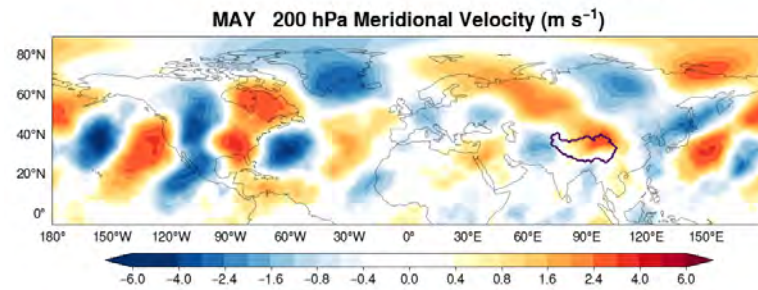 MAY 200 hPa Meridional Velocity (m s⁻¹)
80°N
60°N
40°N
20°N
0°
180° 150°W 120°W 90°W 60°W 30°W 0° 30°E 60°E 90°E 120°E 150°E
−6.0 −4.0 −2.4 −1.6 −0.8 −0.4 0.0 0.4 0.8 1.6 2.4 4.0 6.0